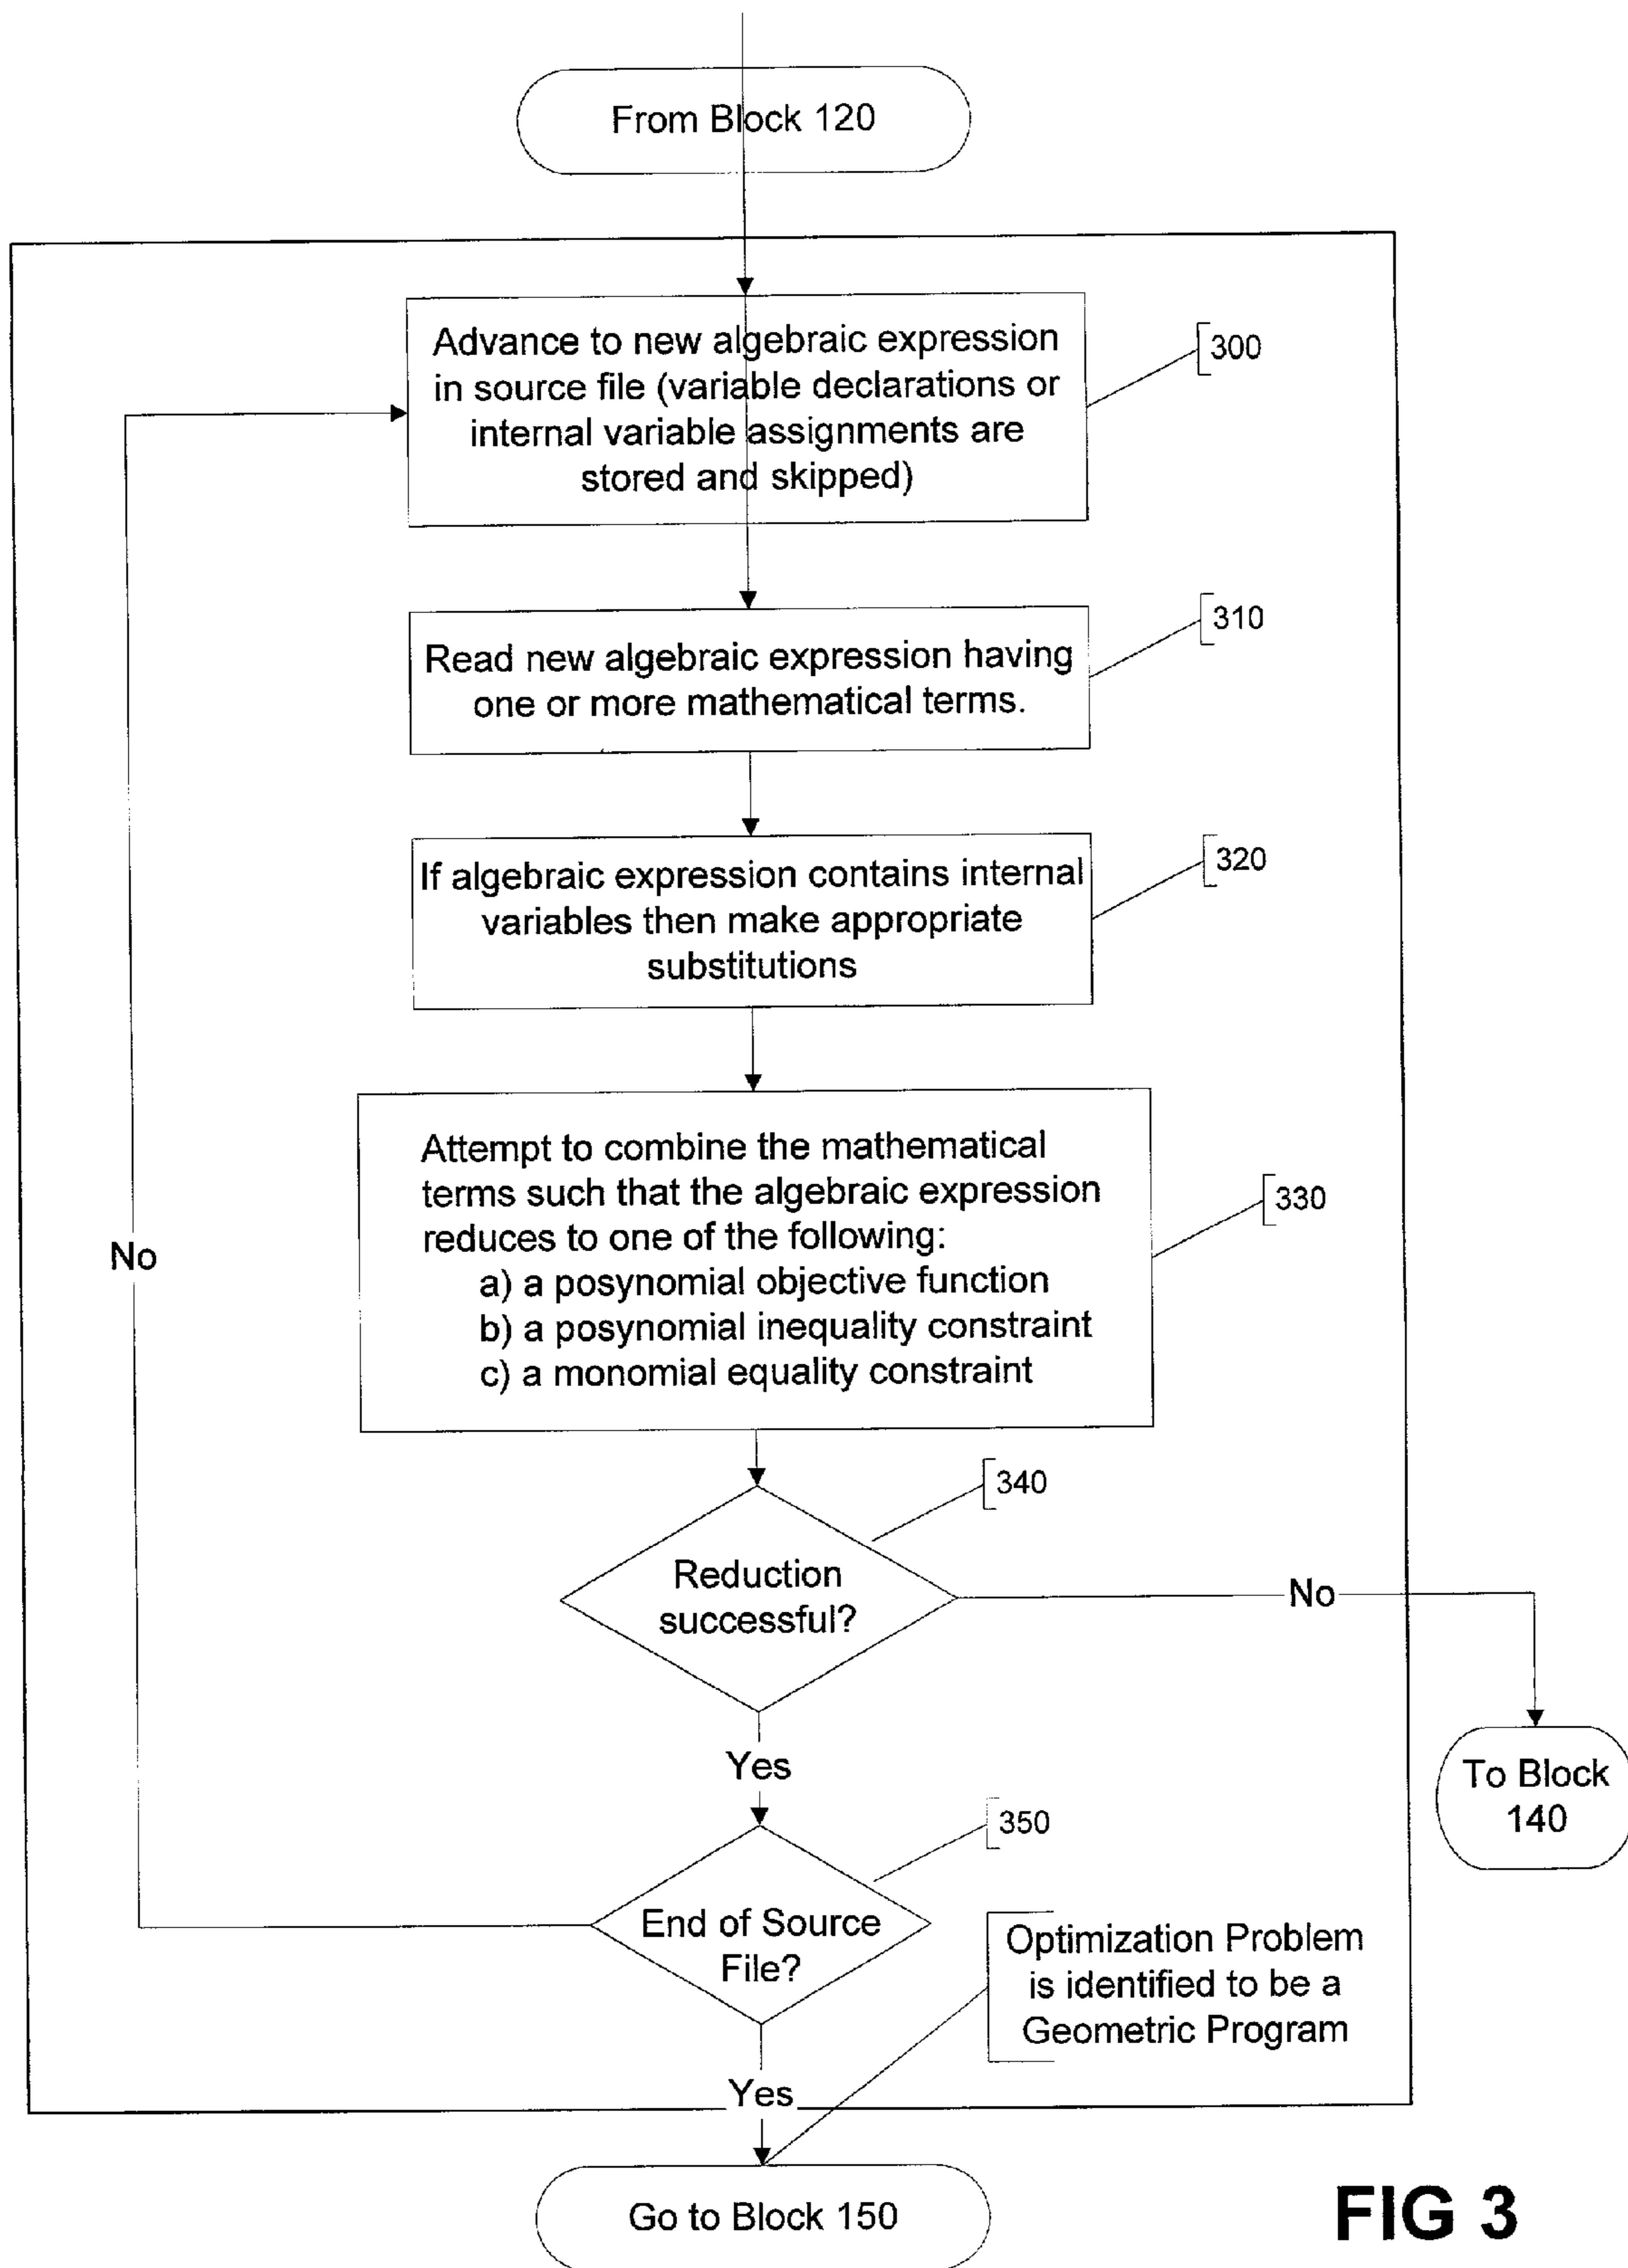 From Block 120
Advance to new algebraic expression
in source file (variable declarations or
internal variable assignments are
stored and skipped)
300
Read new algebraic expression having
one or more mathematical terms.
310
If algebraic expression contains internal
variables then make appropriate
substitutions
320
Attempt to combine the mathematical
terms such that the algebraic expression
reduces to one of the following:
a) a posynomial objective function
b) a posynomial inequality constraint
c) a monomial equality constraint
330
No
340
Reduction
successful?
No
Yes
To Block
140
350
End of Source
File?
Optimization Problem
is identified to be a
Geometric Program
Yes
Go to Block 150
FIG 3